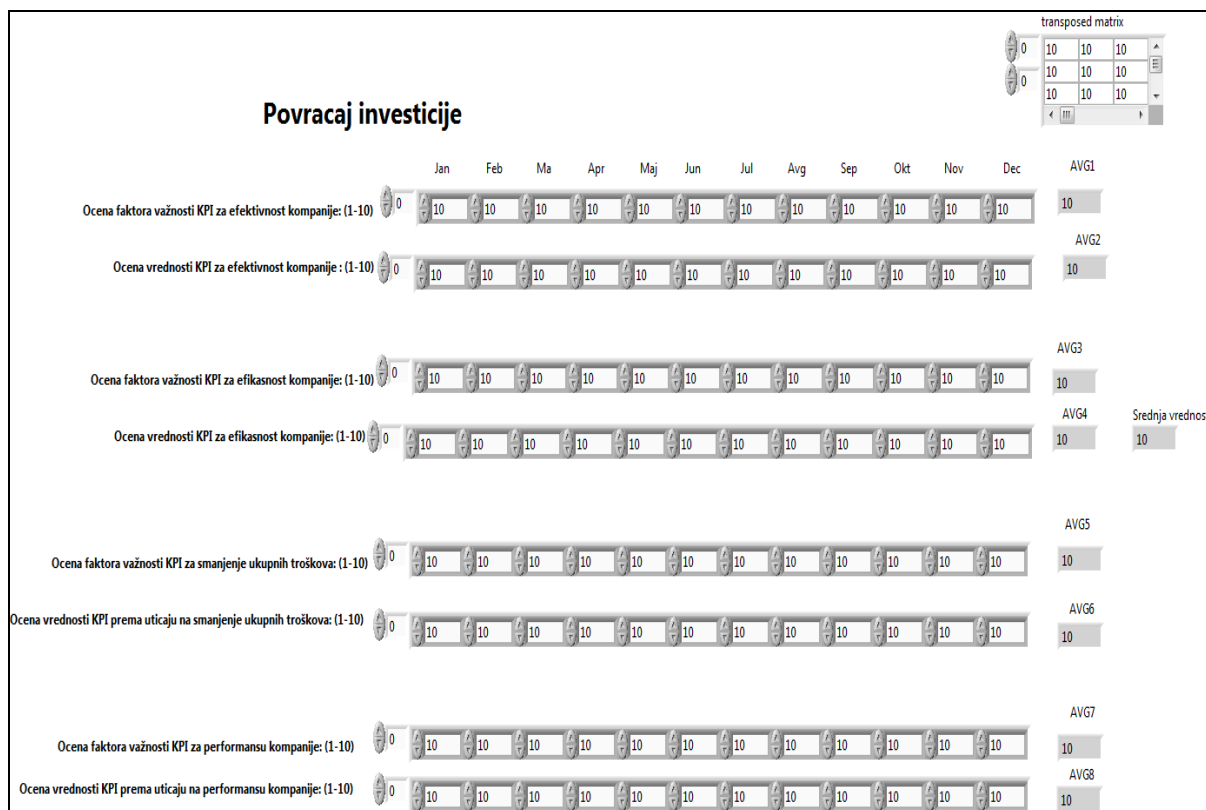 transposed matrix
0 10 10 10
0 10 10 10
10 10 10
Povracaj investicije
Jan Feb Ma Apr Maj Jun Jul Avg Sep Okt Nov Dec AVG1
Ocena faktora važnosti KPI za efektivnost kompanije: (1-10) 0 10 10 10 10 10 10 10 10 10 10 10 10 10
AVG2
Ocena vrednosti KPI za efektivnost kompanije : (1-10) 0 10 10 10 10 10 10 10 10 10 10 10 10 10
AVG3
Ocena faktora važnosti KPI za efikasnost kompanije: (1-10) 0 10 10 10 10 10 10 10 10 10 10 10 10 10
AVG4 Srednja vrednos
Ocena vrednosti KPI za efikasnost kompanije: (1-10) 0 10 10 10 10 10 10 10 10 10 10 10 10 10 10
AVG5
Ocena faktora važnosti KPI za smanjenje ukupnih troškova: (1-10) 0 10 10 10 10 10 10 10 10 10 10 10 10 10
AVG6
Ocena vrednosti KPI prema uticaju na smanjenje ukupnih troškova: (1-10) 0 10 10 10 10 10 10 10 10 10 10 10 10 10
AVG7
Ocena faktora važnosti KPI za performansu kompanije: (1-10) 0 10 10 10 10 10 10 10 10 10 10 10 10 10
AVG8
Ocena vrednosti KPI prema uticaju na performansu kompanije: (1-10) 0 10 10 10 10 10 10 10 10 10 10 10 10 10